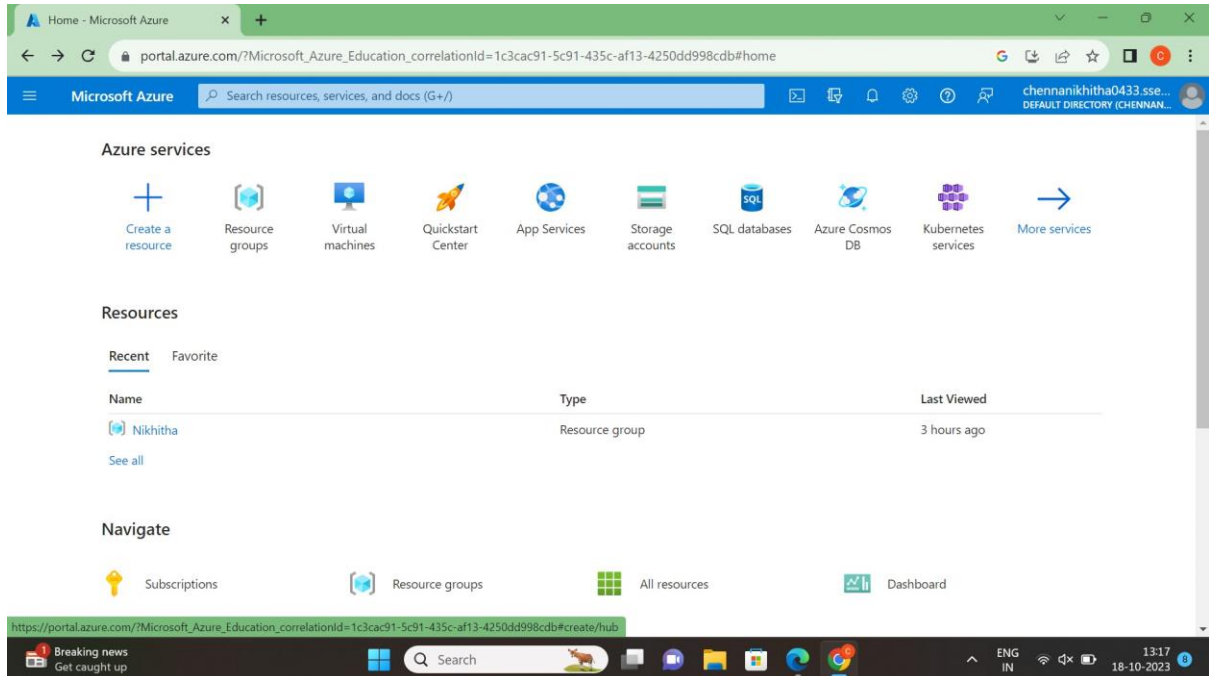 Home - Microsoft Azure
portal.azure.com/?Microsoft_Azure_Education_correlationId=1c3cac91-5c91-435c-af13-4250dd998cdb#home
G
C
Microsoft Azure
Search resources, services, and docs (G+/)
chennanikhitha0433.sse...
DEFAULT DIRECTORY (CHENNAN...
Azure services
Create a resource
Resource groups
Virtual machines
Quickstart Center
App Services
Storage accounts
SQL
SQL databases
Azure Cosmos DB
Kubernetes services
More services
Resources
Recent Favorite
Name Type Last Viewed
Nikhitha Resource group 3 hours ago
See all
Navigate
Subscriptions Resource groups All resources Dashboard
https://portal.azure.com/?Microsoft_Azure_Education_correlationId=1c3cac91-5c91-435c-af13-4250dd998cdb#create/hub
1
Breaking news
Get caught up
Search
ENG
IN
13:17
18-10-2023
8